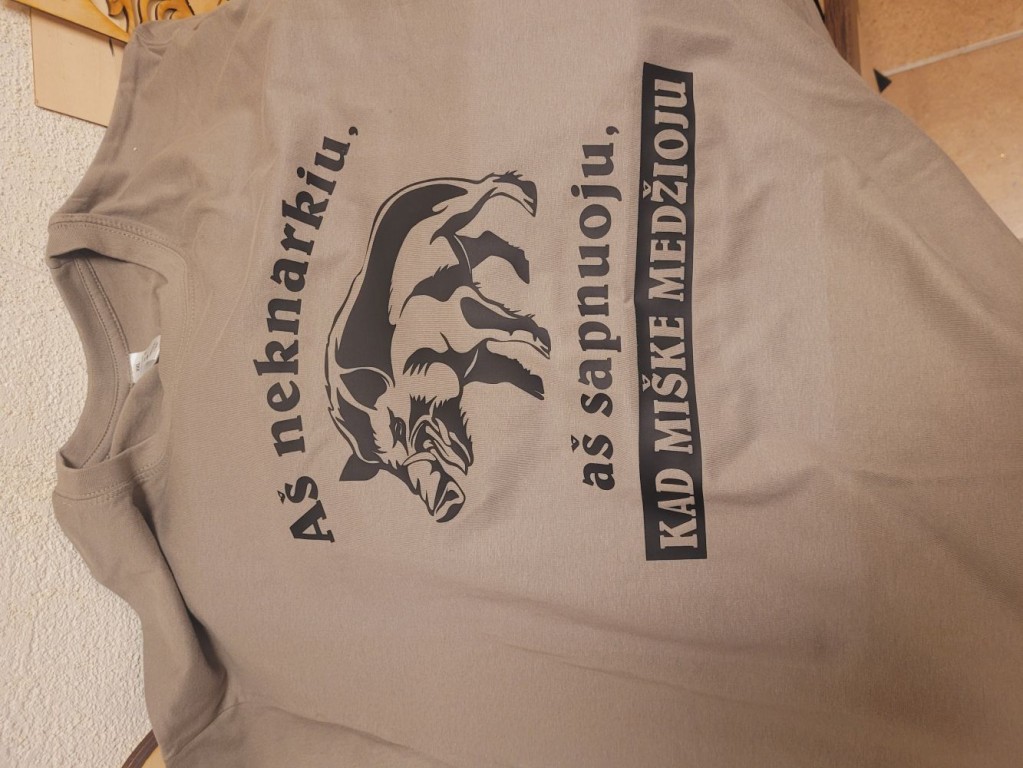 Aš neknarkiu,
aš sapnuoju,
KAD MIŠKE MEDŽIOJU